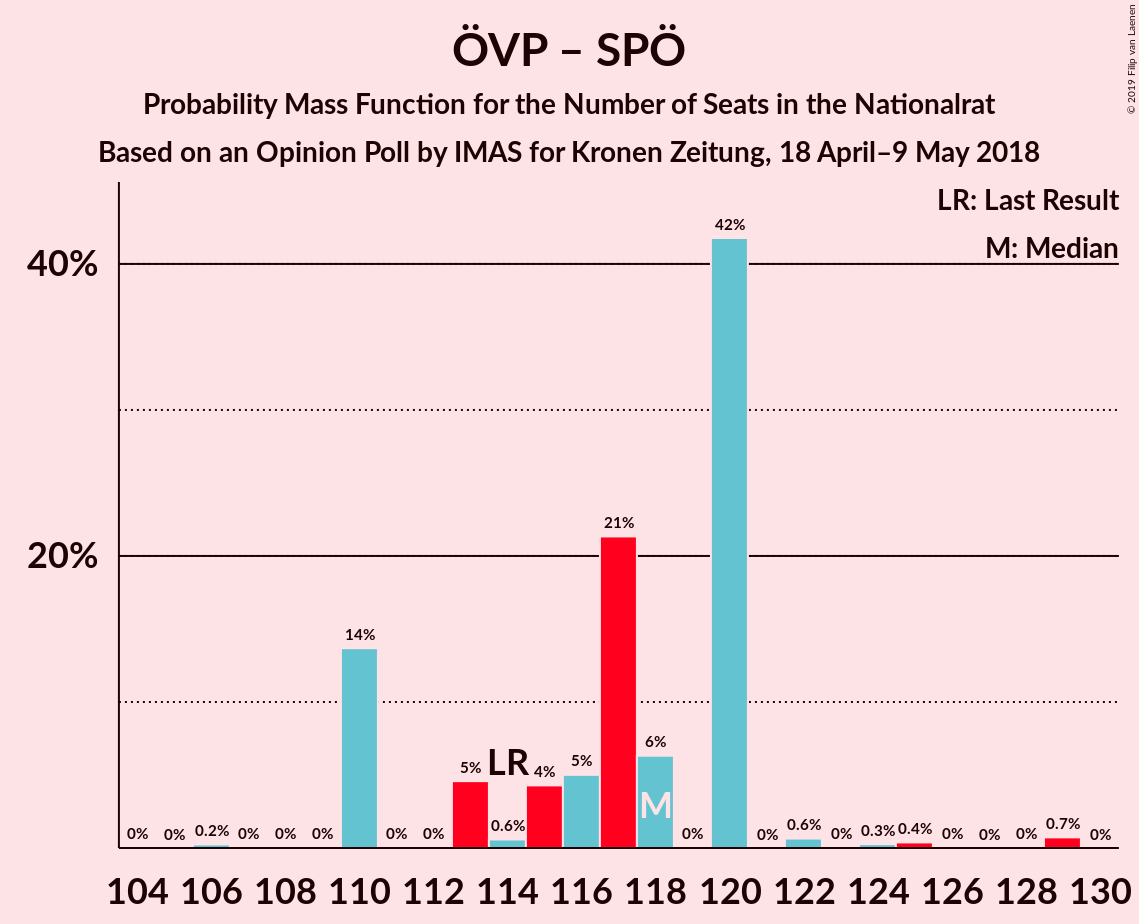 ÖVP – SPÖ
Probability Mass Function for the Number of Seats in the Nationalrat
Based on an Opinion Poll by IMAS for Kronen Zeitung, 18 April–9 May 2018
© 2019 Filip van Laenen
LR: Last Result
M: Median
40%
20%
0% 0% 0.2% 0% 0% 0% 14% 0% 0% 5% LR 0.6% 4% 5% 21% 6% M 0% 42% 0% 0.6% 0% 0.3% 0.4% 0% 0% 0% 0.7% 0%
104 106 108 110 112 114 116 118 120 122 124 126 128 130